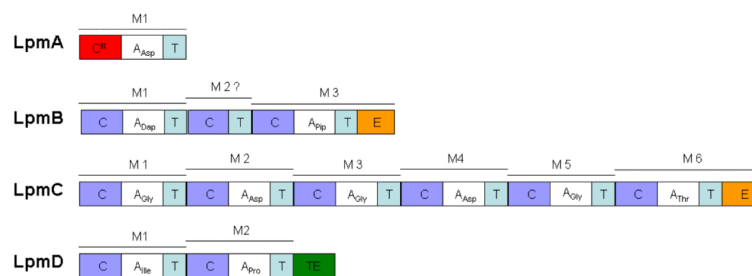 M1
LpmA C^III A_Asp T
M1 M 2 ? M 3
LpmB C A_Dap T C T C A_Pip T E
M 1 M 2 M 3 M4 M 5 M 6
LpmC C A_Gly T C A_Asp T C A_Gly T C A_Asp T C A_Gly T C A_Thr T E
M1 M2
LpmD C A_Ille T C A_Pro T TE